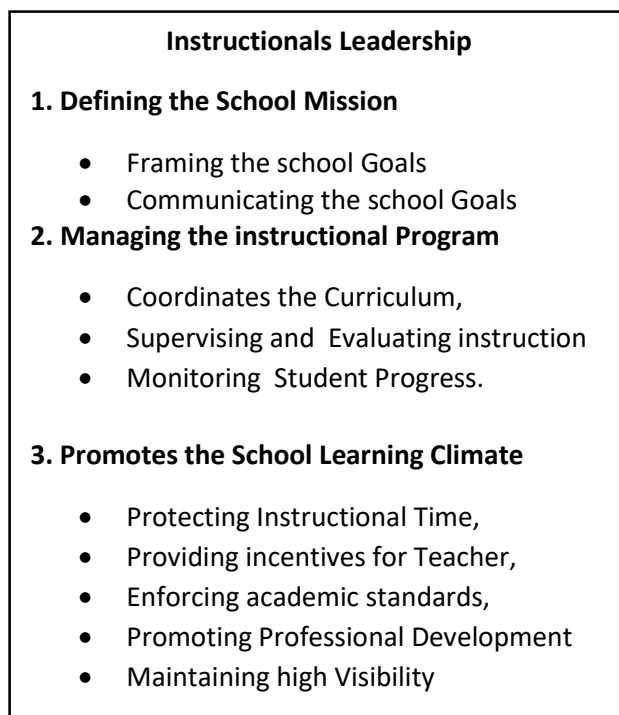 Instructionals Leadership
1. Defining the School Mission
• Framing the school Goals
• Communicating the school Goals
2. Managing the instructional Program
• Coordinates the Curriculum,
• Supervising and Evaluating instruction
• Monitoring Student Progress.
3. Promotes the School Learning Climate
• Protecting Instructional Time,
• Providing incentives for Teacher,
• Enforcing academic standards,
• Promoting Professional Development
• Maintaining high Visibility